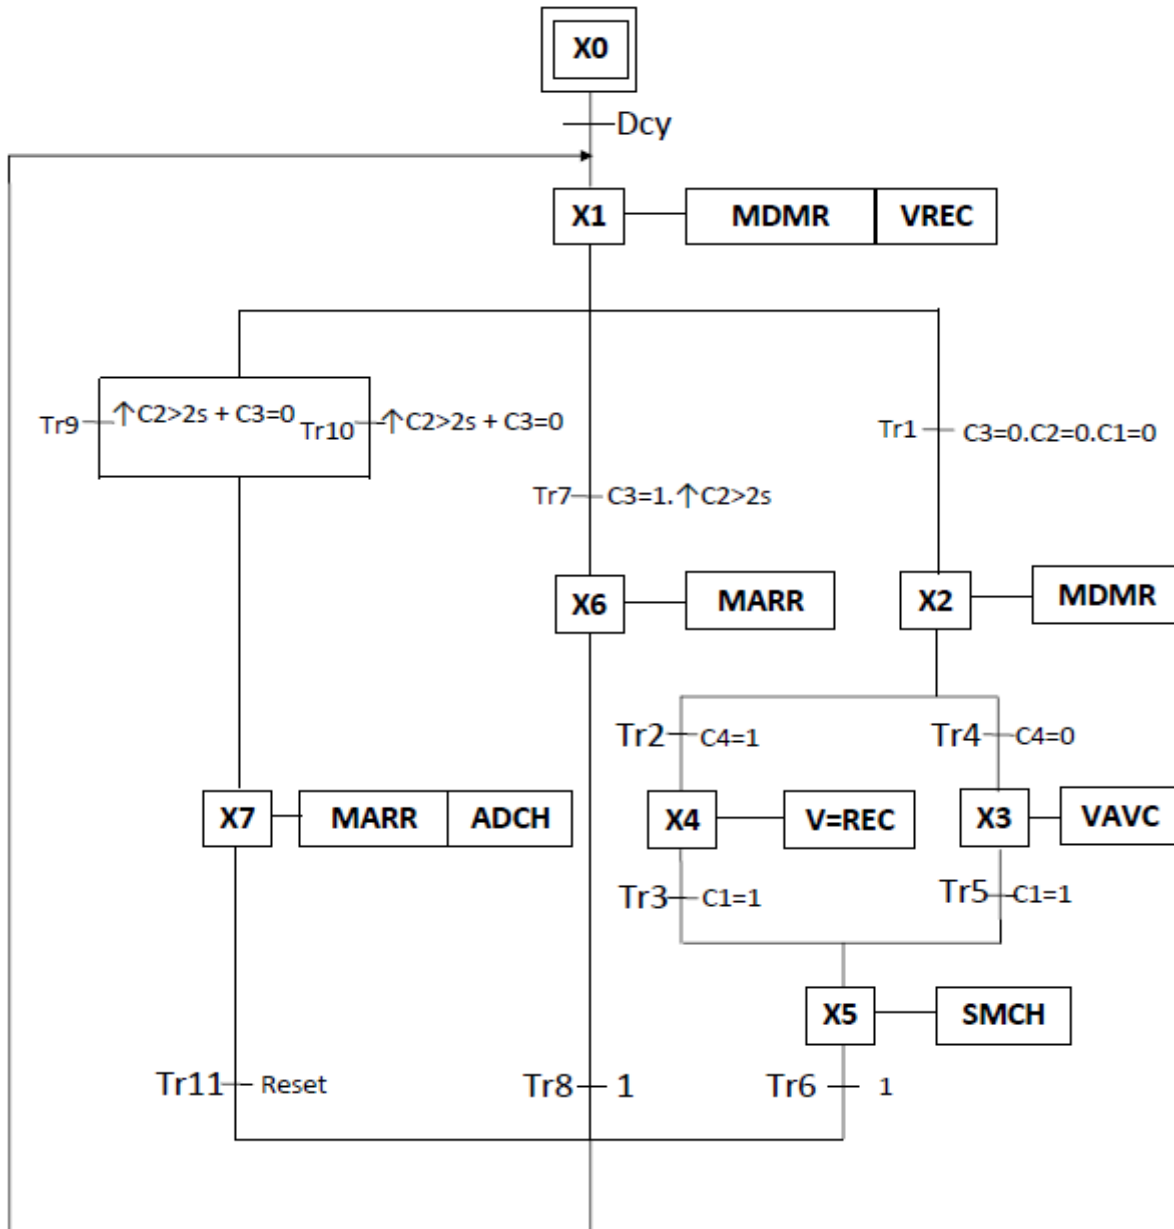 X0
Dcy
X1 MDMR VREC
Tr9 ↑C2>2s + C3=0 Tr10 ↑C2>2s + C3=0 Tr1 C3=0.C2=0.C1=0
Tr7 C3=1.↑C2>2s
X6 MARR X2 MDMR
Tr2 C4=1 Tr4 C4=0
X7 MARR ADCH X4 V=REC X3 VAVC
Tr3 C1=1 Tr5 C1=1
X5 SMCH
Tr11 Reset Tr8 1 Tr6 1